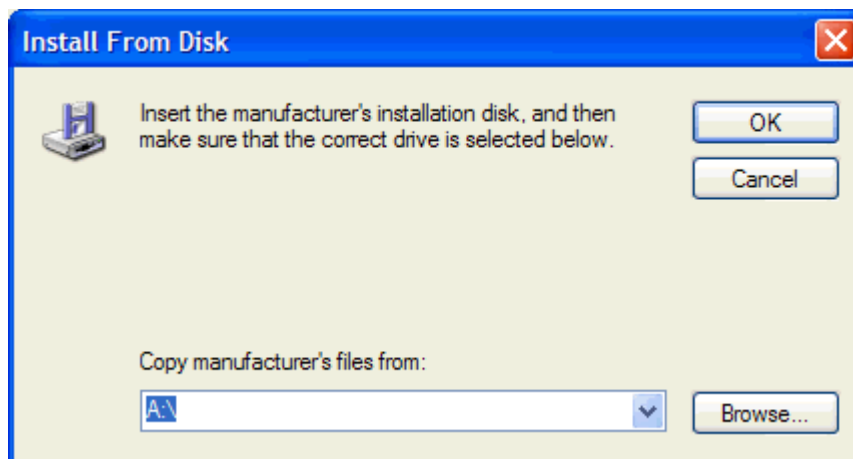 Install From Disk
Insert the manufacturer's installation disk, and then
make sure that the correct drive is selected below.
OK
Cancel
Copy manufacturer's files from:
A:\
Browse...